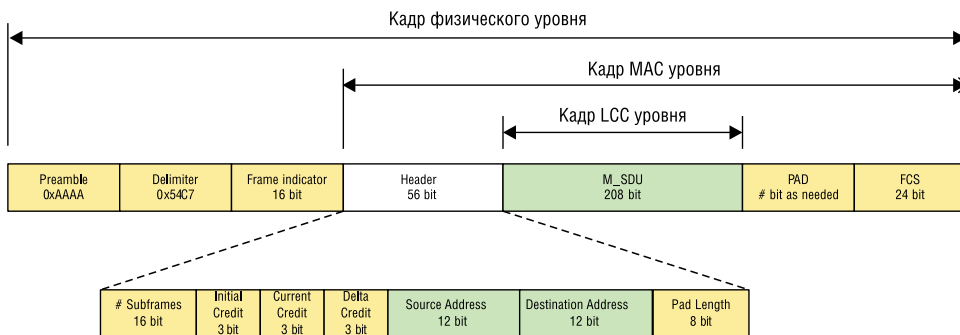 Кадр физического уровня
Кадр MAC уровня
Кадр LCC уровня
Preamble
0xAAAA
Delimiter
0x54C7
Frame indicator
16 bit
Header
56 bit
M_SDU
208 bit
PAD
# bit as needed
FCS
24 bit
# Subframes
16 bit
Initial
Credit
3 bit
Current
Credit
3 bit
Delta
Credit
3 bit
Source Address
12 bit
Destination Address
12 bit
Pad Length
8 bit